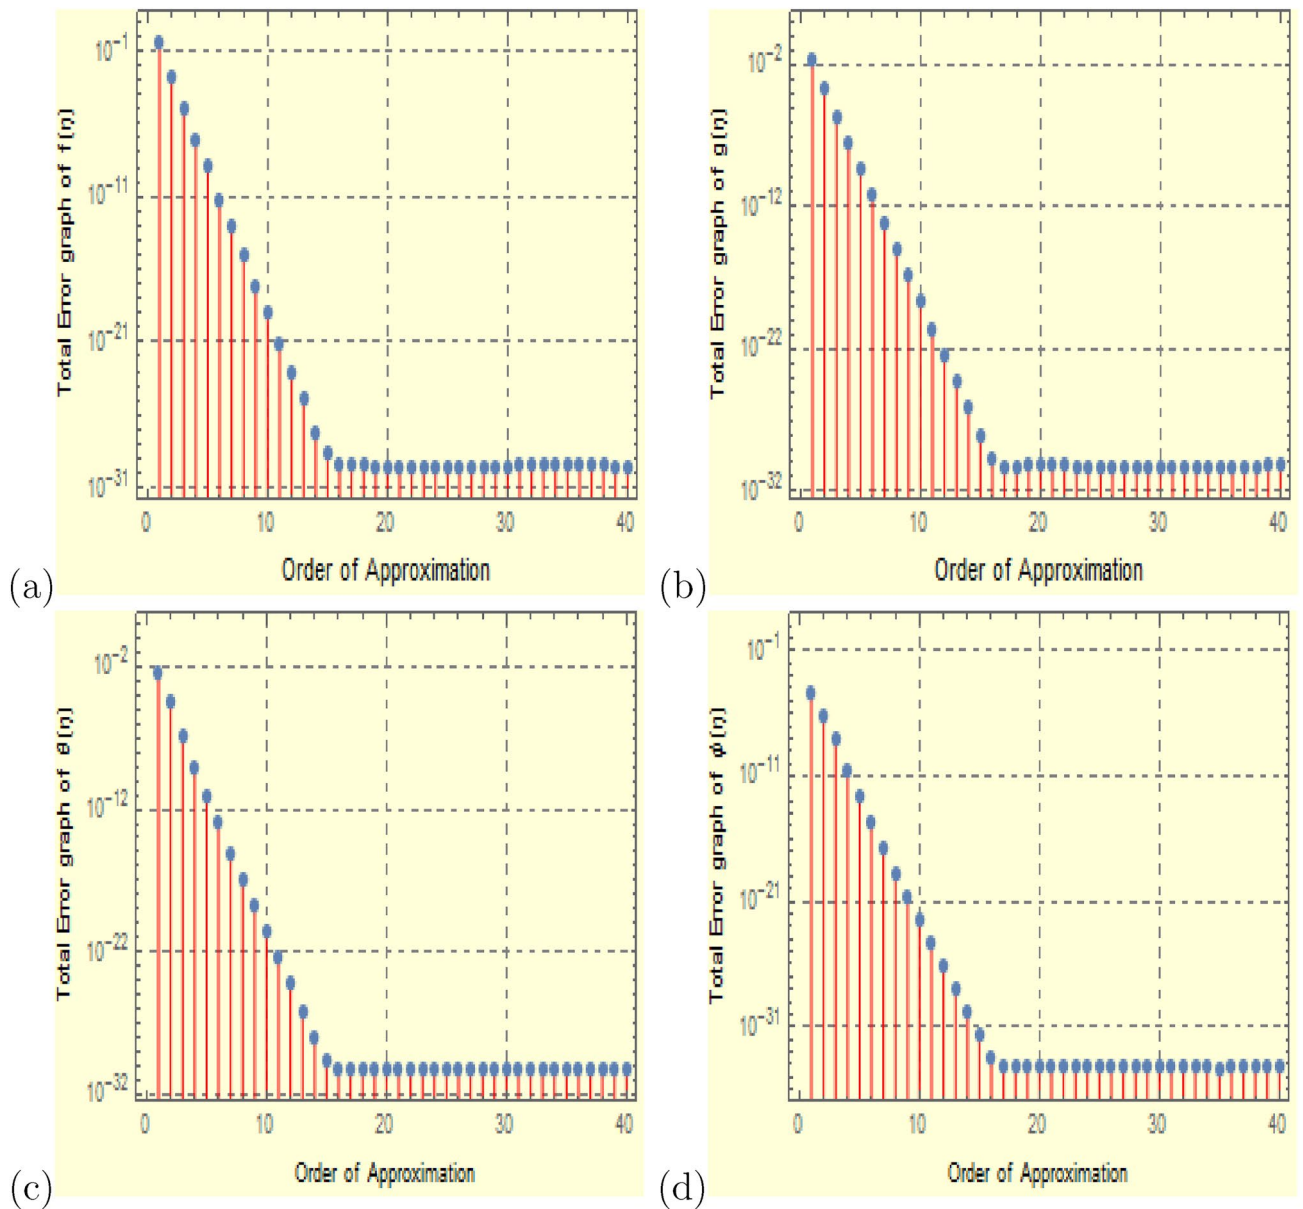 Total Error graph of f(η)
10⁻¹
10⁻¹¹
10⁻²¹
10⁻³¹
0 10 20 30 40
Order of Approximation
(a)
Total Error graph of g(η)
10⁻²
10⁻¹²
10⁻²²
10⁻³²
0 10 20 30 40
Order of Approximation
(b)
Total Error graph of θ(η)
10⁻²
10⁻¹²
10⁻²²
10⁻³²
0 10 20 30 40
Order of Approximation
(c)
Total Error graph of ϕ(η)
10⁻¹
10⁻¹¹
10⁻²¹
10⁻³¹
0 10 20 30 40
Order of Approximation
(d)